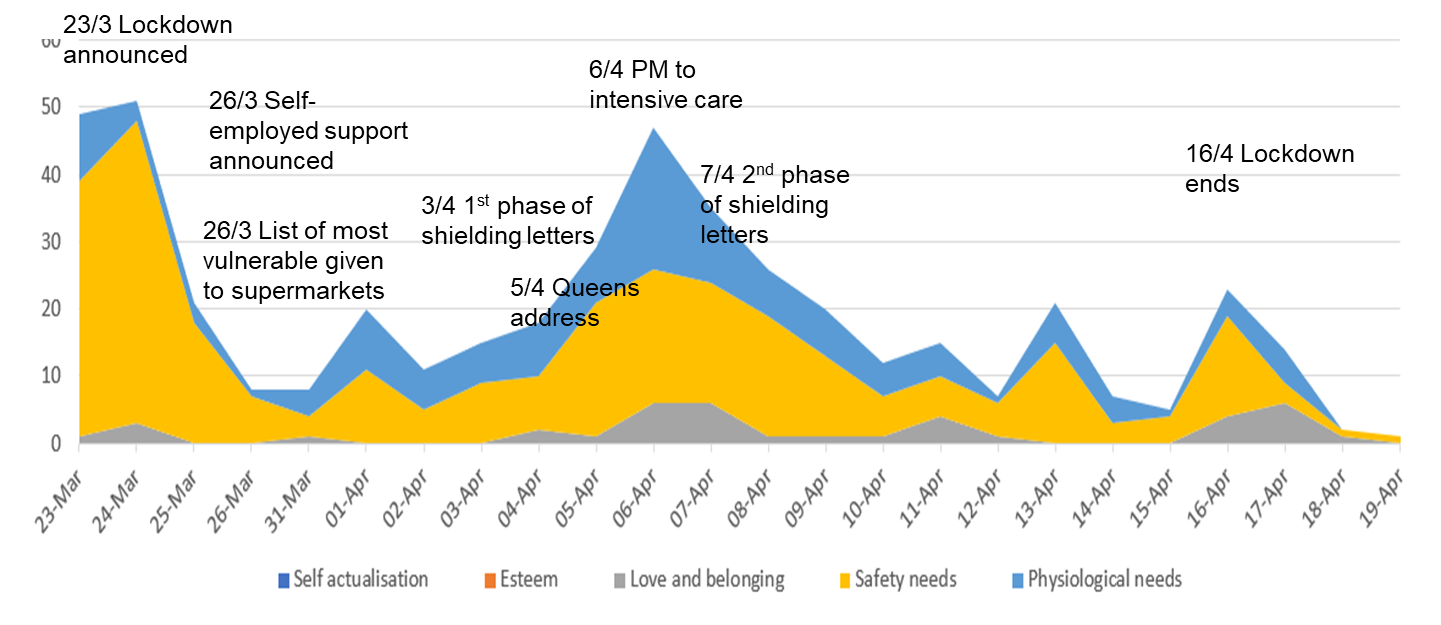 23/3 Lockdown
announced
60
26/3 Self-
employed support
announced
26/3 List of most
vulnerable given
to supermarkets
3/4 1st phase of
shielding letters
5/4 Queens
address
6/4 PM to
intensive care
7/4 2nd phase
of shielding
letters
16/4 Lockdown
ends
50
40
30
20
10
0
23-Mar
24-Mar
25-Mar
26-Mar
31-Mar
01-Apr
02-Apr
03-Apr
04-Apr
05-Apr
06-Apr
07-Apr
08-Apr
09-Apr
10-Apr
11-Apr
12-Apr
13-Apr
14-Apr
15-Apr
16-Apr
17-Apr
18-Apr
19-Apr
Self actualisation
Esteem
Love and belonging
Safety needs
Physiological needs